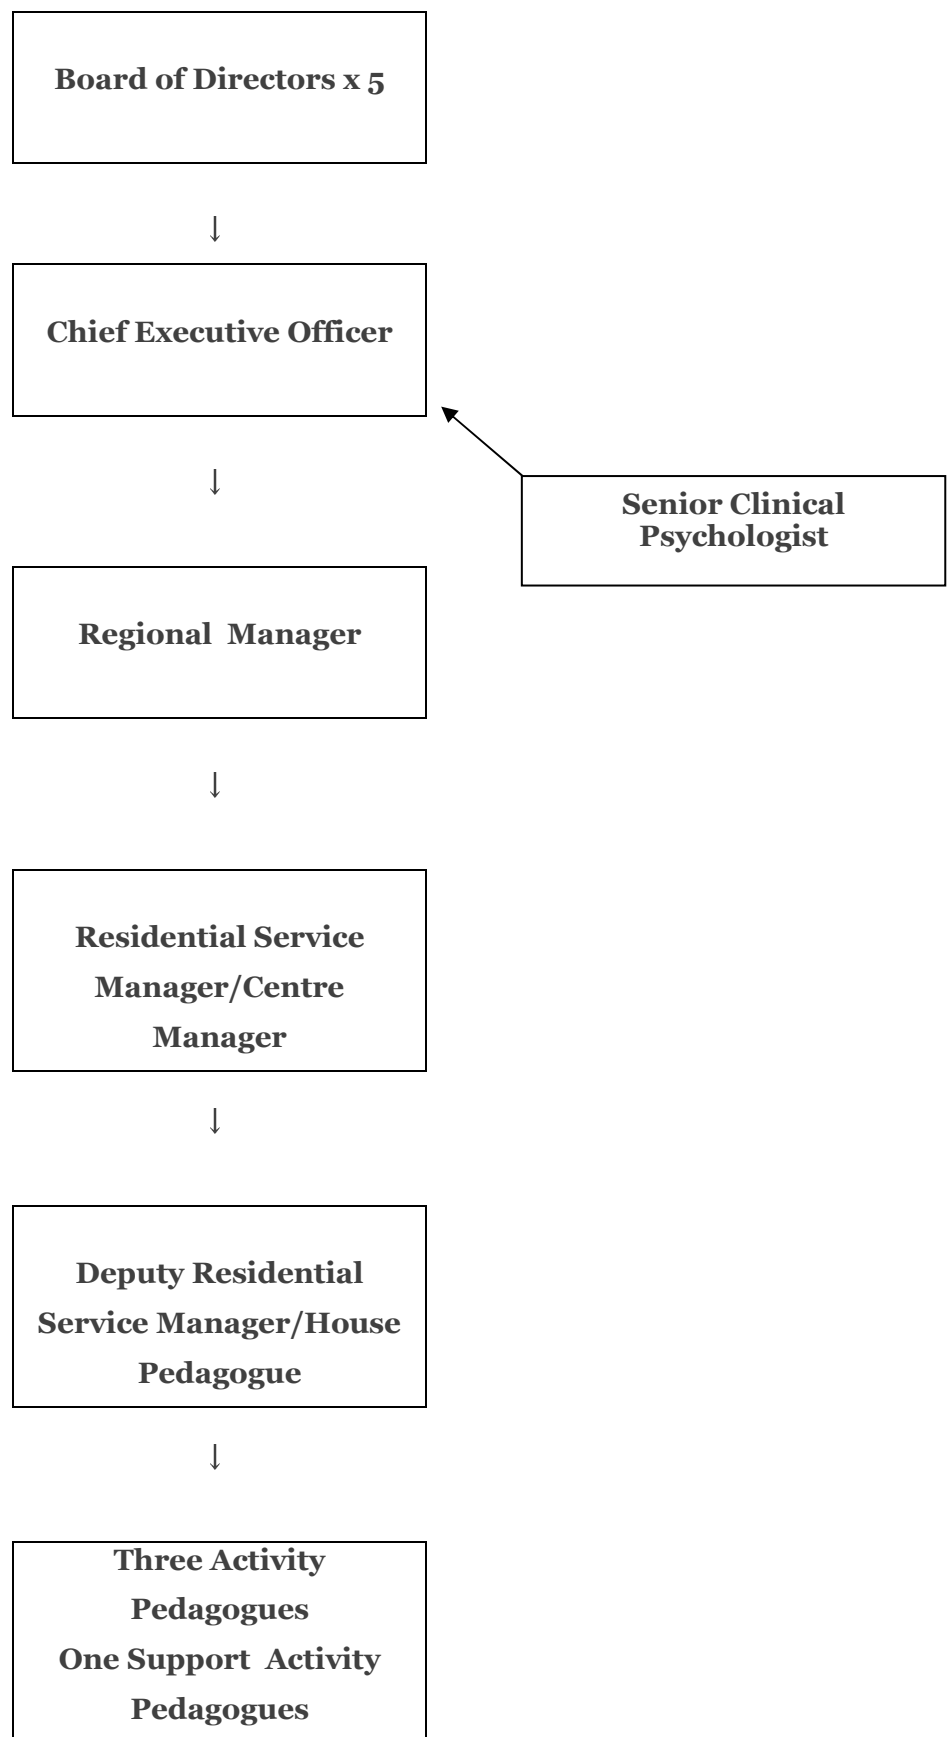 Board of Directors x 5
↓
Chief Executive Officer
↓
Senior Clinical
Psychologist
Regional  Manager
↓
Residential Service
Manager/Centre
Manager
↓
Deputy Residential
Service Manager/House
Pedagogue
↓
Three Activity
Pedagogues
One Support  Activity
Pedagogues